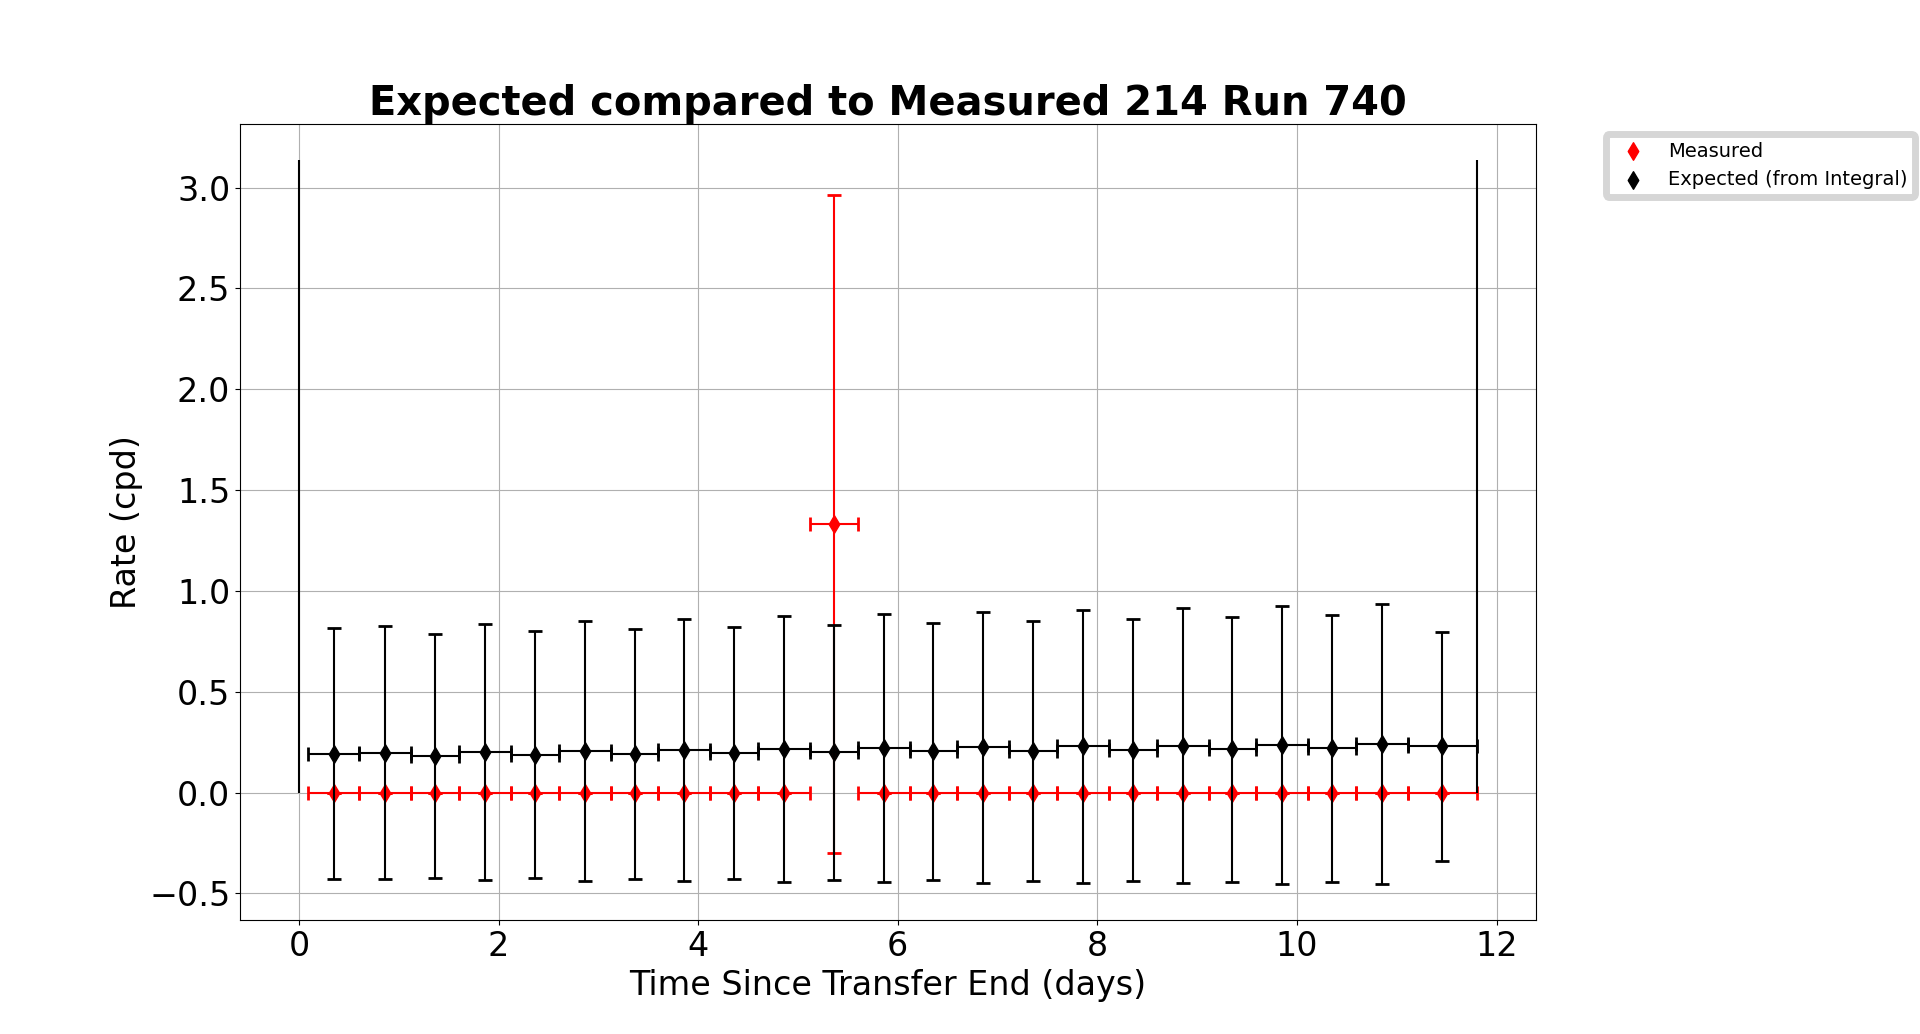 Expected compared to Measured 214 Run 740
Measured
Expected (from Integral)
3.0
2.5
2.0
1.5
1.0
0.5
0.0
−0.5
Rate (cpd)
0 2 4 6 8 10 12
Time Since Transfer End (days)